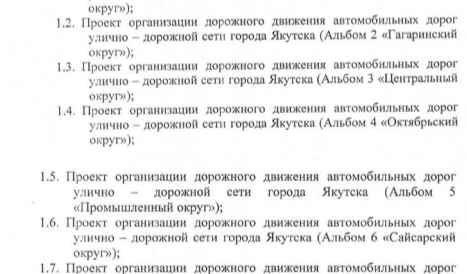 округ»);
1.2. Проект организации дорожного движения автомобильных дорог
улично – дорожной сети города Якутска (Альбом 2 «Гагаринский
округ»);
1.3. Проект организации дорожного движения автомобильных дорог
улично – дорожной сети города Якутска (Альбом 3 «Центральный
округ»);
1.4. Проект организации дорожного движения автомобильных дорог
улично – дорожной сети города Якутска (Альбом 4 «Октябрьский
округ»);
1.5. Проект организации дорожного движения автомобильных дорог
улично – дорожной сети города Якутска (Альбом 5
«Промышленный округ»);
1.6. Проект организации дорожного движения автомобильных дорог
улично – дорожной сети города Якутска (Альбом 6 «Сайсарский
округ»);
1.7. Проект организации дорожного движения автомобильных дорог